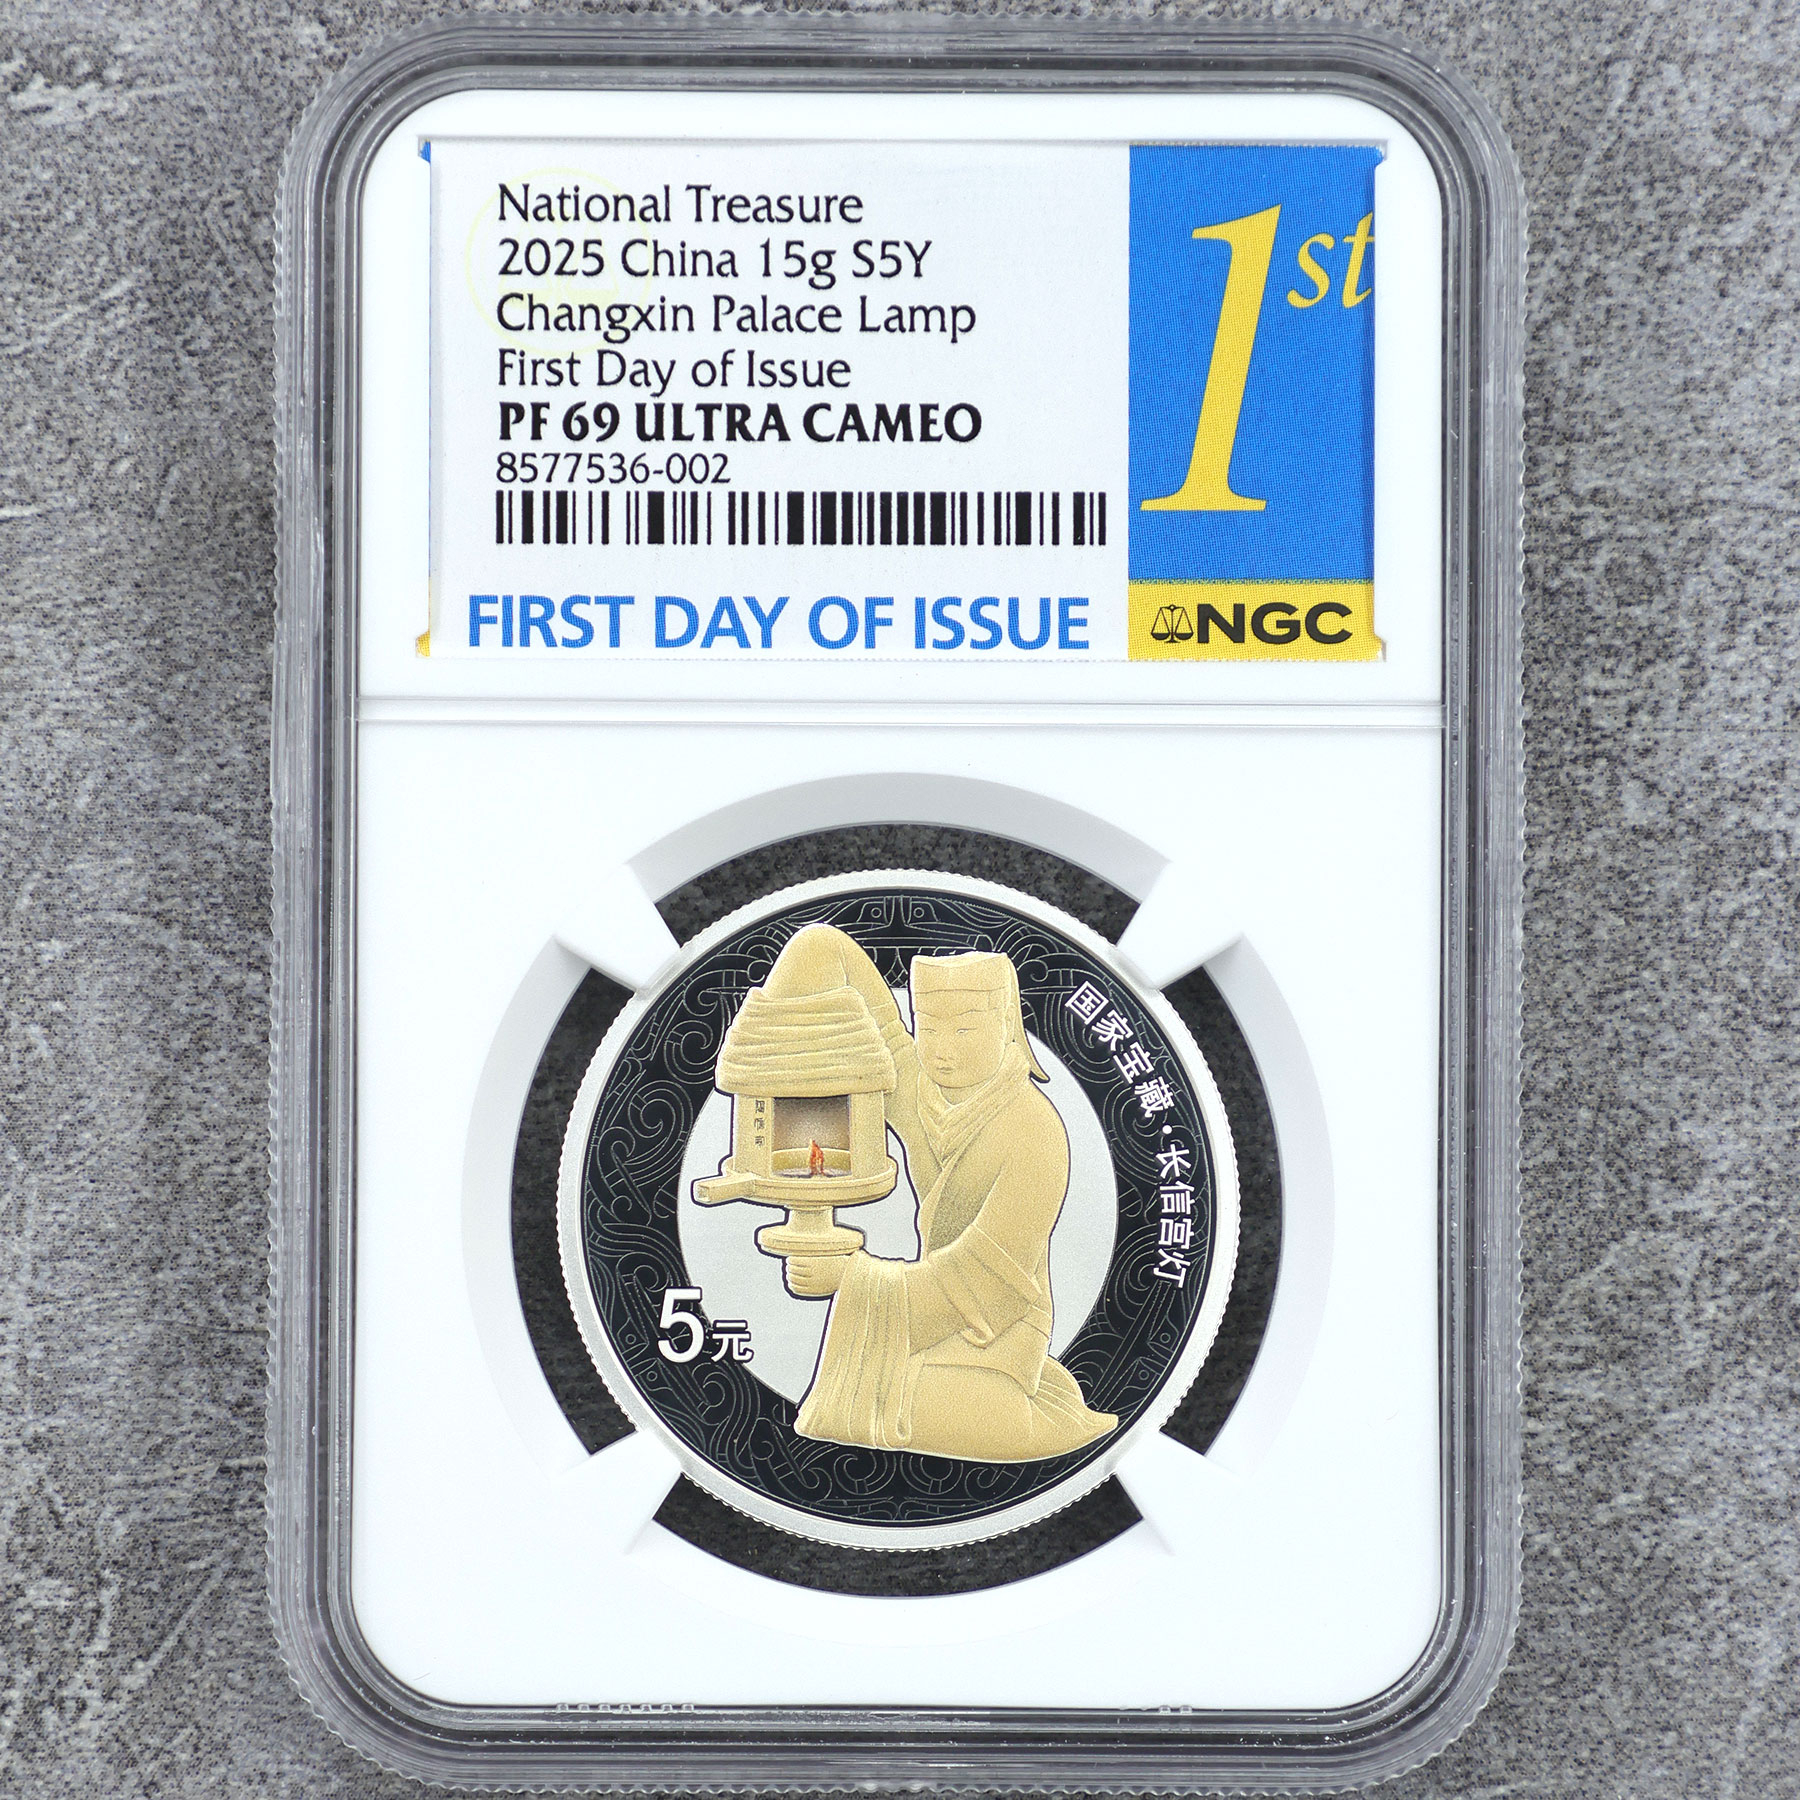 National Treasure
2025 China 15g S5Y
Changxin Palace Lamp
First Day of Issue
PF 69 ULTRA CAMEO
8577536-002
FIRST DAY OF ISSUE
1st
NGC
国家宝藏·长信宫灯
5元